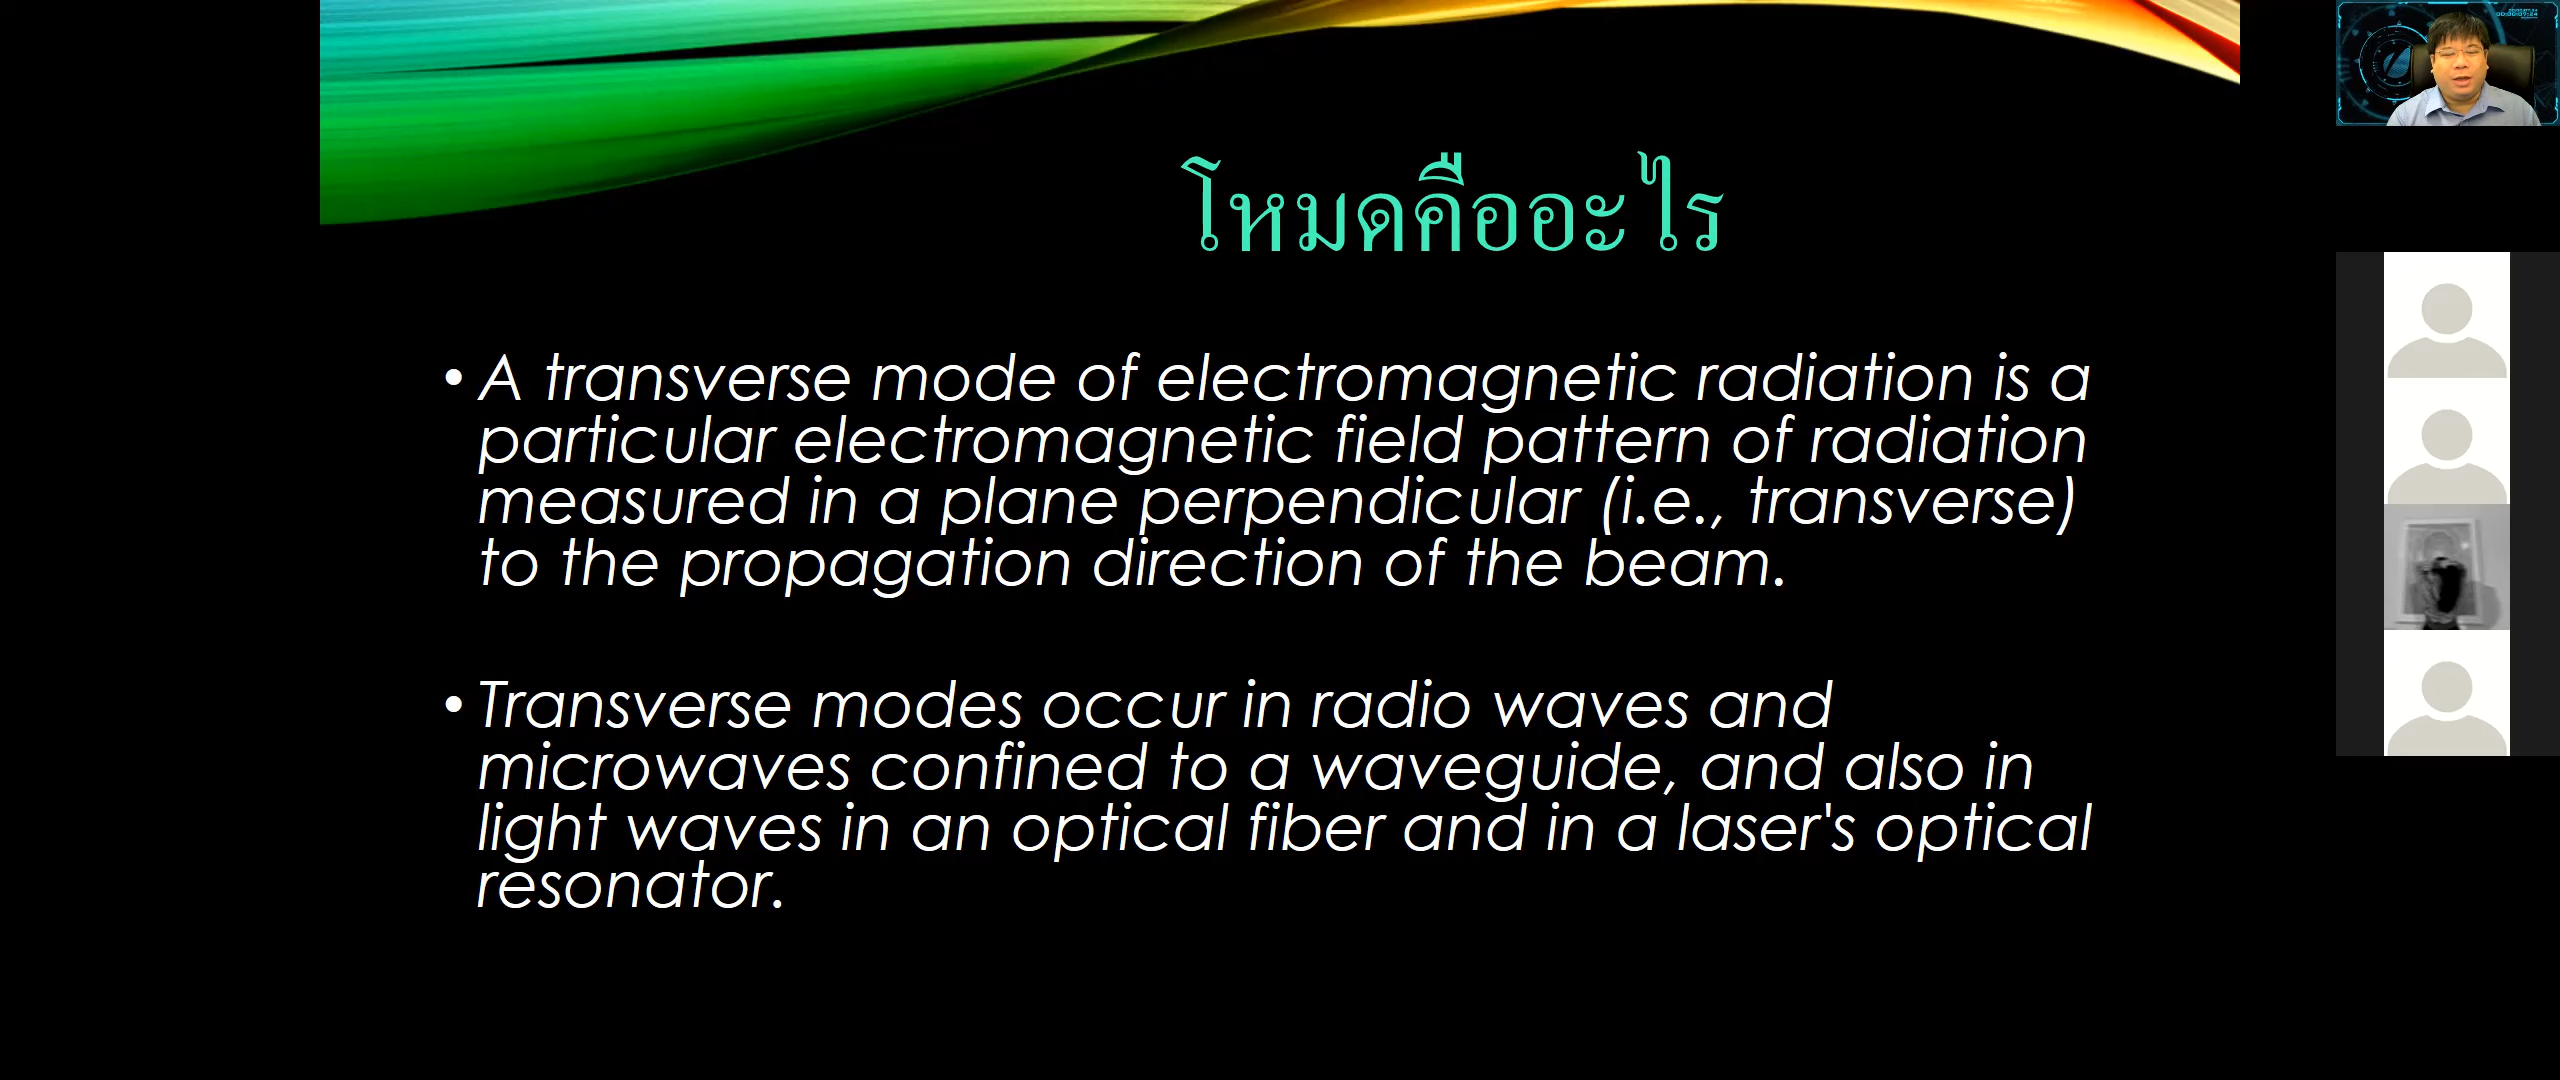 โหมดคืออะไร
• A transverse mode of electromagnetic radiation is a
particular electromagnetic field pattern of radiation
measured in a plane perpendicular (i.e., transverse)
to the propagation direction of the beam.
• Transverse modes occur in radio waves and
microwaves confined to a waveguide, and also in
light waves in an optical fiber and in a laser's optical
resonator.